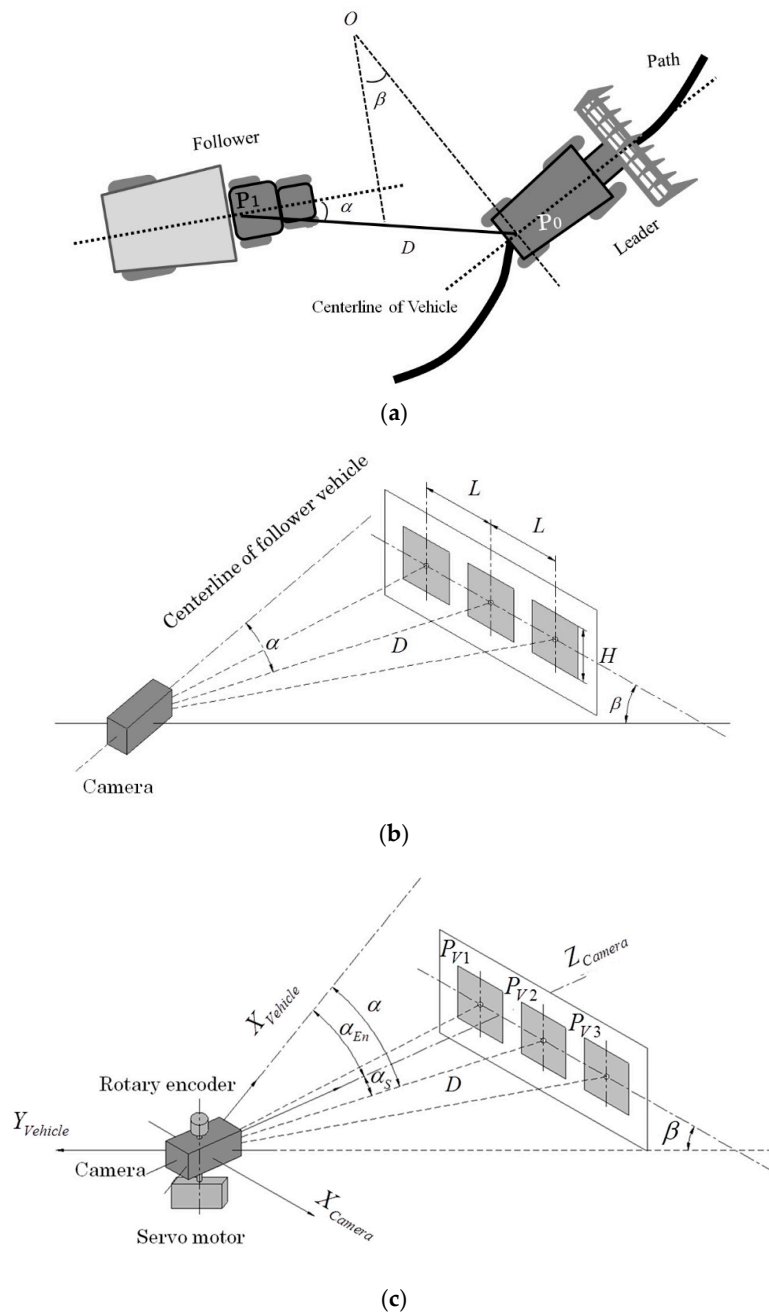 O
β
Path
Follower
P1
α
P0
D
Leader
Centerline of Vehicle
(a)
Centerline of follower vehicle
L
L
α
D
H
β
Camera
(b)
X Vehicle
α
α En
α S
P V1
P V2
P V3
Z Camera
Rotary encoder
D
Y Vehicle
β
Camera
X Camera
Servo motor
(c)